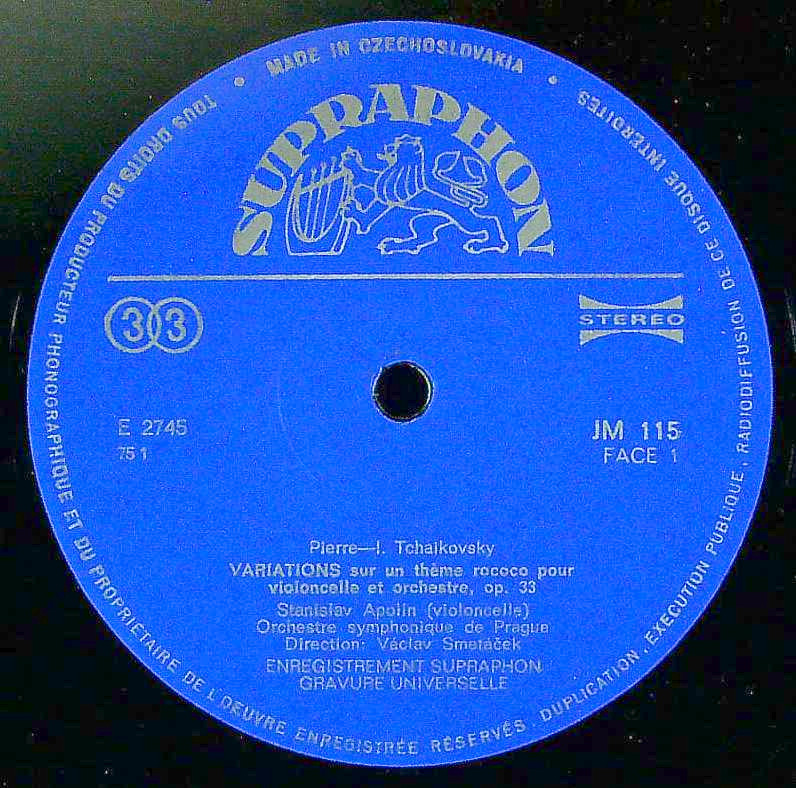 MADE IN CZECHOSLOVAKIA
TOUS DROITS DU PRODUCTEUR PHONOGRAPHIQUE ET DU PROPRIETAIRE DE L'OEUVRE ENREGISTRÉE RÉSERVÉS. DUPLICATION, EXECUTION PUBLIQUE, RADIODIFFUSION DE CE DISQUE INTERDITES
SUPRAPHON
33
STEREO
E 2745
JM 115
75 1
FACE 1
Pierre—I. Tchaikovsky
VARIATIONS sur un thème rococo pour
violoncelle et orchestre, op. 33
Stanislav Apolín (violoncelle)
Orchestre symphonique de Prague
Direction: Václav Smetáček
ENREGISTREMENT SUPRAPHON
GRAVURE UNIVERSELLE